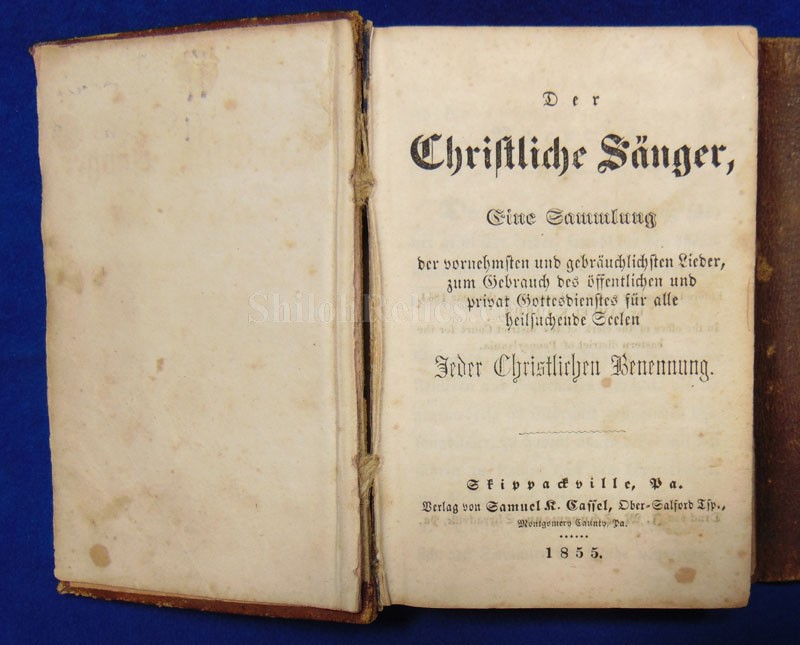 Der
Christliche Sänger,
Eine Sammlung
der vornehmsten und gebräuchlichsten Lieder,
zum Gebrauch des öffentlichen und
privat Gottesdienstes für alle
heilsuchende Seelen
Jeder Christlichen Benennung.
Skippackville, Pa.
Verlag von Samuel K. Cassel, Ober-Salford Tsp.,
Montgomery Caunty, Pa.
1855.